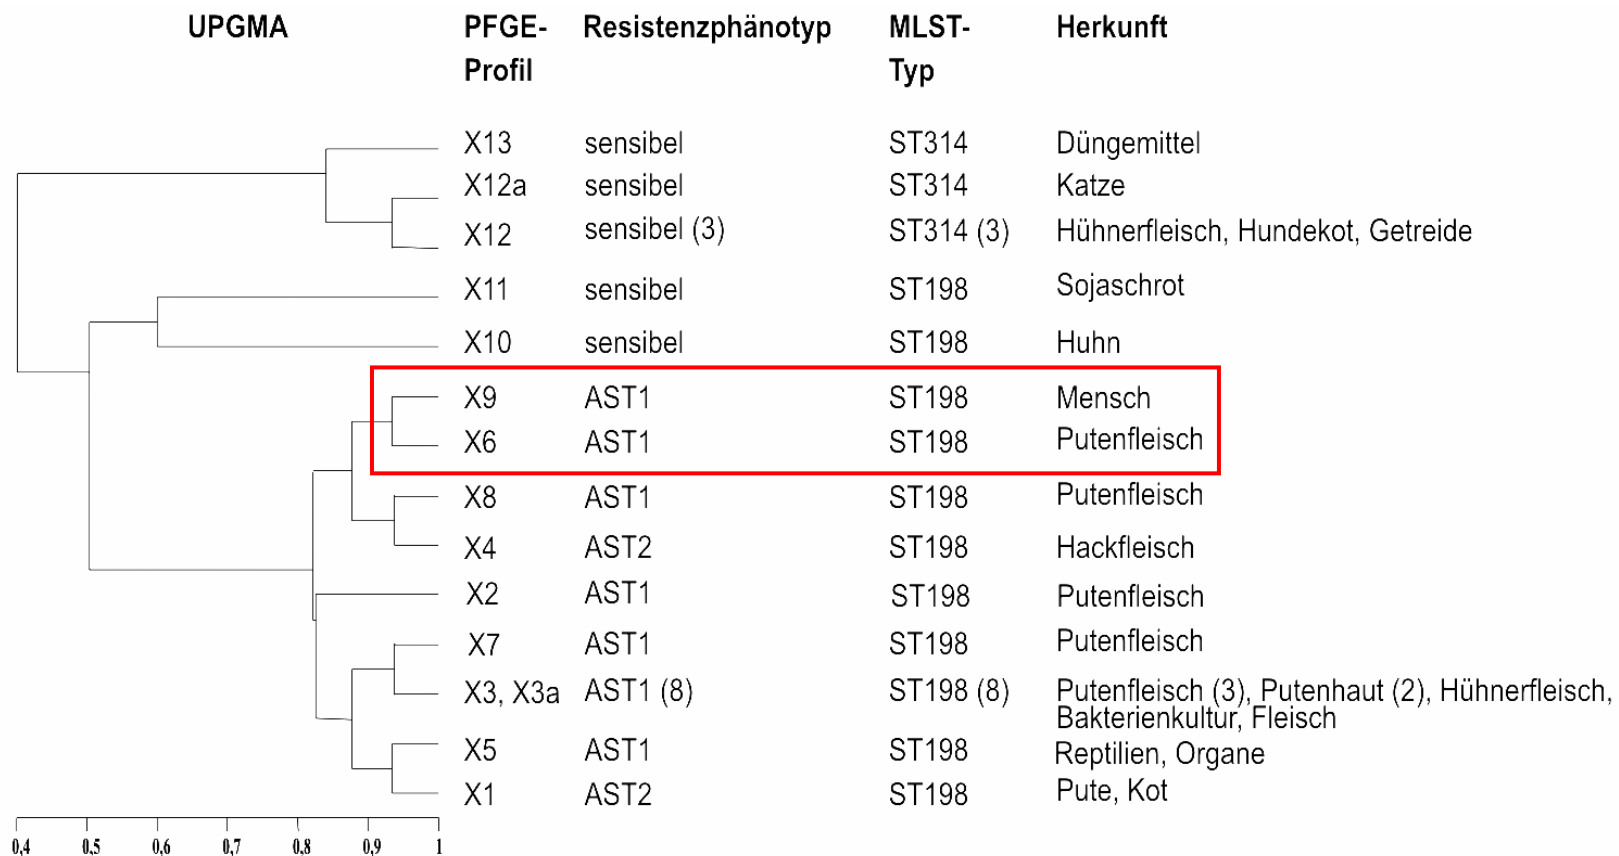 UPGMA PFGE-Profil Resistenzphänotyp MLST-Typ Herkunft
X13 sensibel ST314 Düngemittel
X12a sensibel ST314 Katze
X12 sensibel (3) ST314 (3) Hühnerfleisch, Hundekot, Getreide
X11 sensibel ST198 Sojaschrot
X10 sensibel ST198 Huhn
X9 AST1 ST198 Mensch
X6 AST1 ST198 Putenfleisch
X8 AST1 ST198 Putenfleisch
X4 AST2 ST198 Hackfleisch
X2 AST1 ST198 Putenfleisch
X7 AST1 ST198 Putenfleisch
X3, X3a AST1 (8) ST198 (8) Putenfleisch (3), Putenhaut (2), Hühnerfleisch,
Bakterienkultur, Fleisch
X5 AST1 ST198 Reptilien, Organe
X1 AST2 ST198 Pute, Kot
0,4 0,5 0,6 0,7 0,8 0,9 1